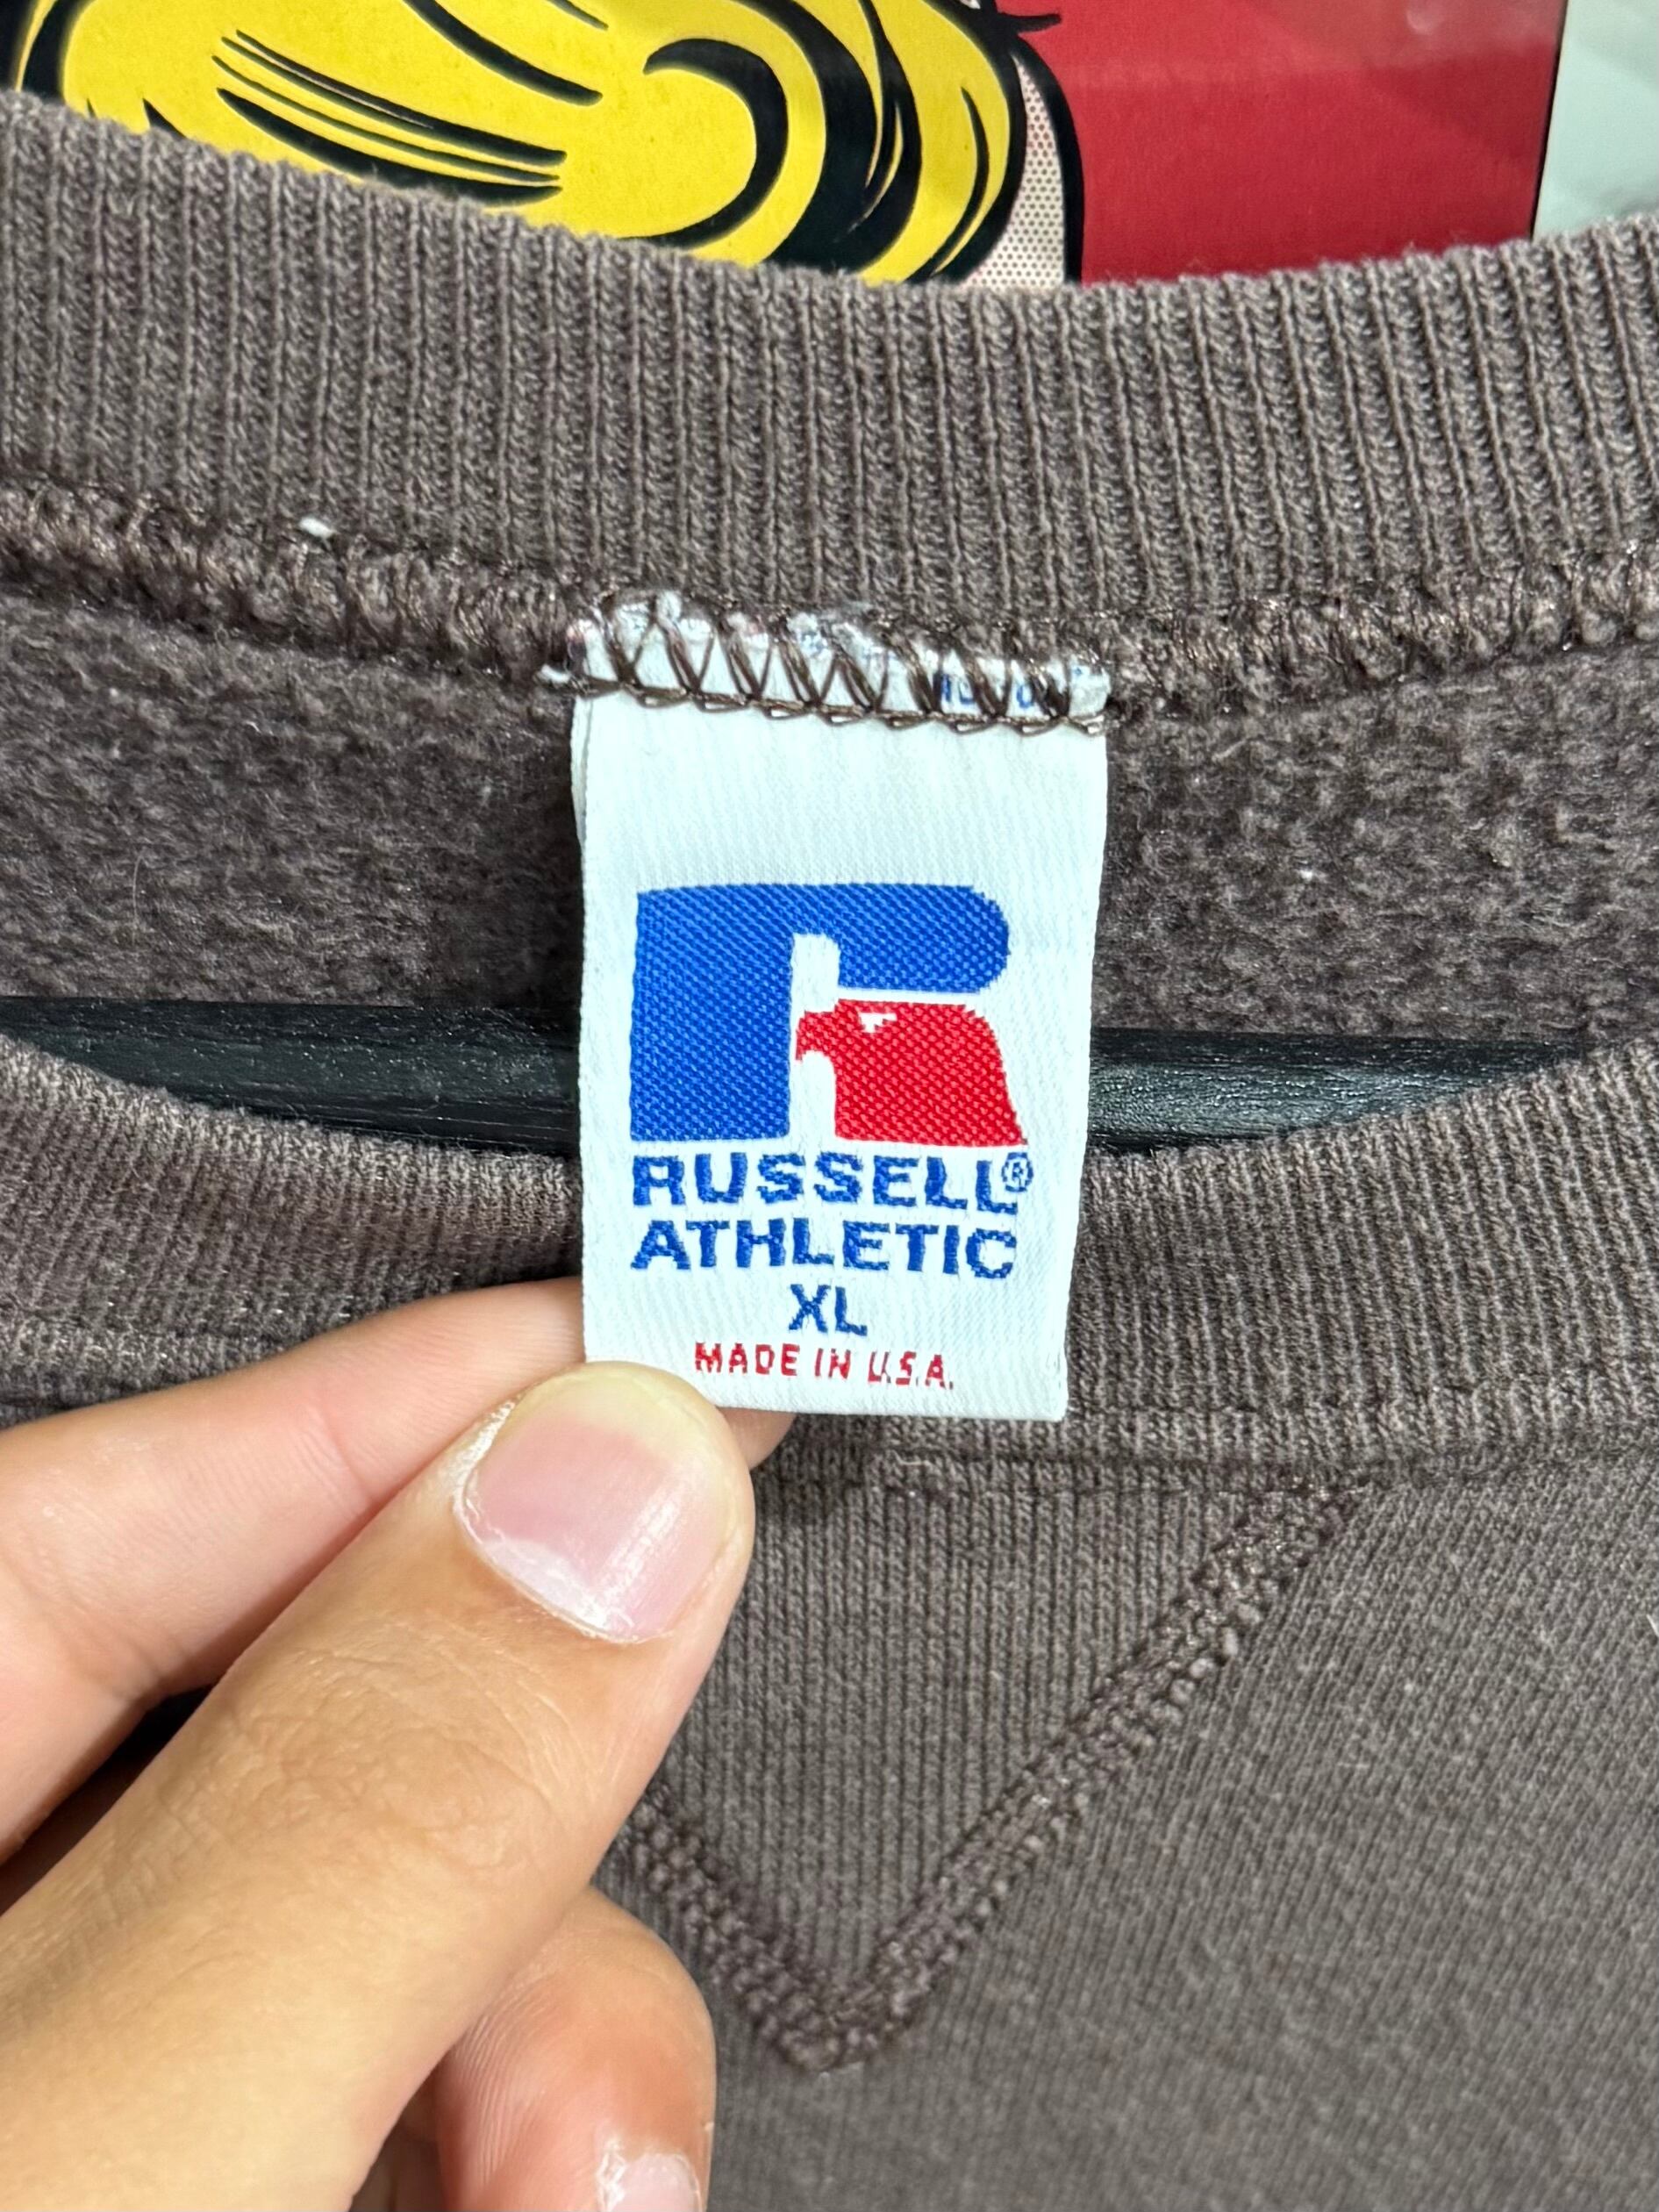 RUSSELL®
ATHLETIC
XL
MADE IN U.S.A.